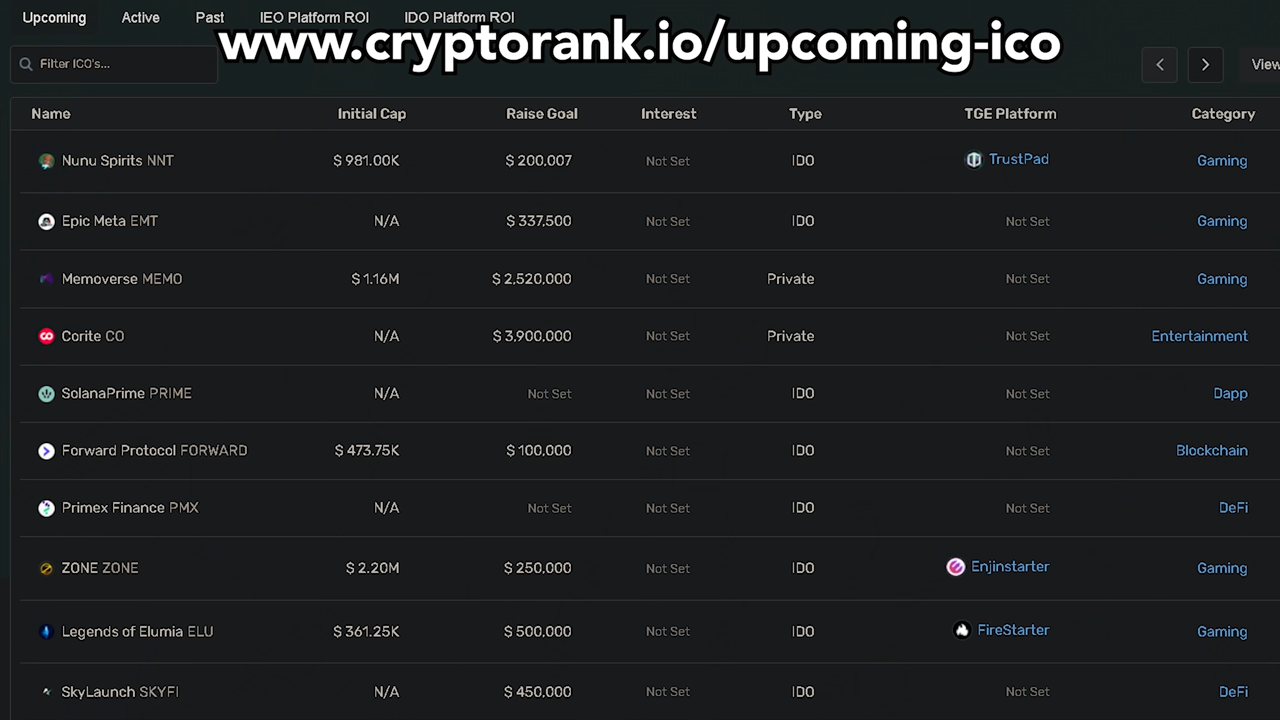 Upcoming Active Past IEO Platform ROI IDO Platform ROI
www.cryptorank.io/upcoming-ico
Filter ICO's... View
Name Initial Cap Raise Goal Interest Type TGE Platform Category
Nunu Spirits NNT $ 981.00K $ 200,007 Not Set IDO TrustPad Gaming
Epic Meta EMT N/A $ 337,500 Not Set IDO Not Set Gaming
Memoverse MEMO $ 1.16M $ 2,520,000 Not Set Private Not Set Gaming
Corite CO N/A $ 3,900,000 Not Set Private Not Set Entertainment
SolanaPrime PRIME N/A Not Set Not Set IDO Not Set Dapp
Forward Protocol FORWARD $ 473.75K $ 100,000 Not Set IDO Not Set Blockchain
Primex Finance PMX N/A Not Set Not Set IDO Not Set DeFi
ZONE ZONE $ 2.20M $ 250,000 Not Set IDO Enjinstarter Gaming
Legends of Elumia ELU $ 361.25K $ 500,000 Not Set IDO FireStarter Gaming
SkyLaunch SKYFI N/A $ 450,000 Not Set IDO Not Set DeFi